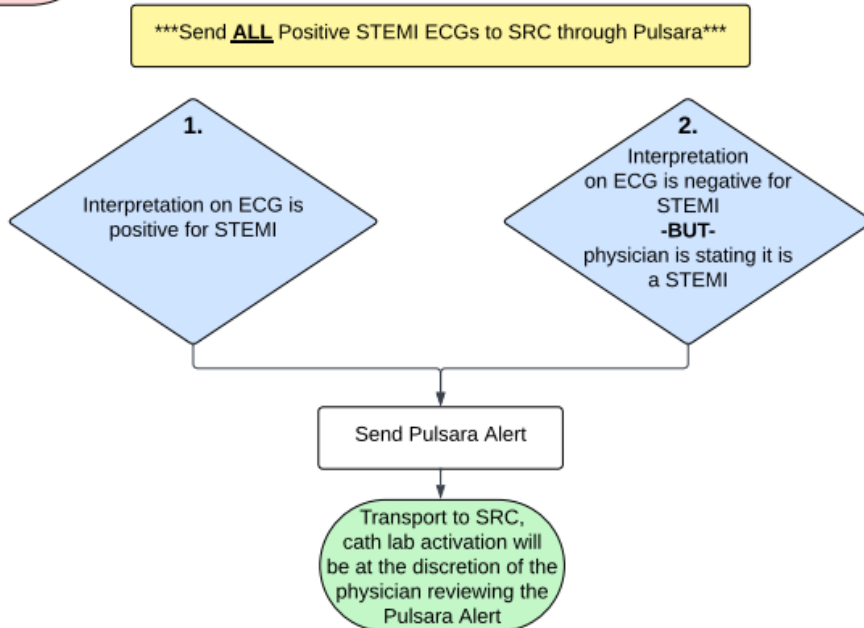 ***Send ALL Positive STEMI ECGs to SRC through Pulsara***
1.
Interpretation on ECG is
positive for STEMI
2.
Interpretation
on ECG is negative for
STEMI
-BUT-
physician is stating it is
a STEMI
Send Pulsara Alert
Transport to SRC,
cath lab activation will
be at the discretion of the
physician reviewing the
Pulsara Alert